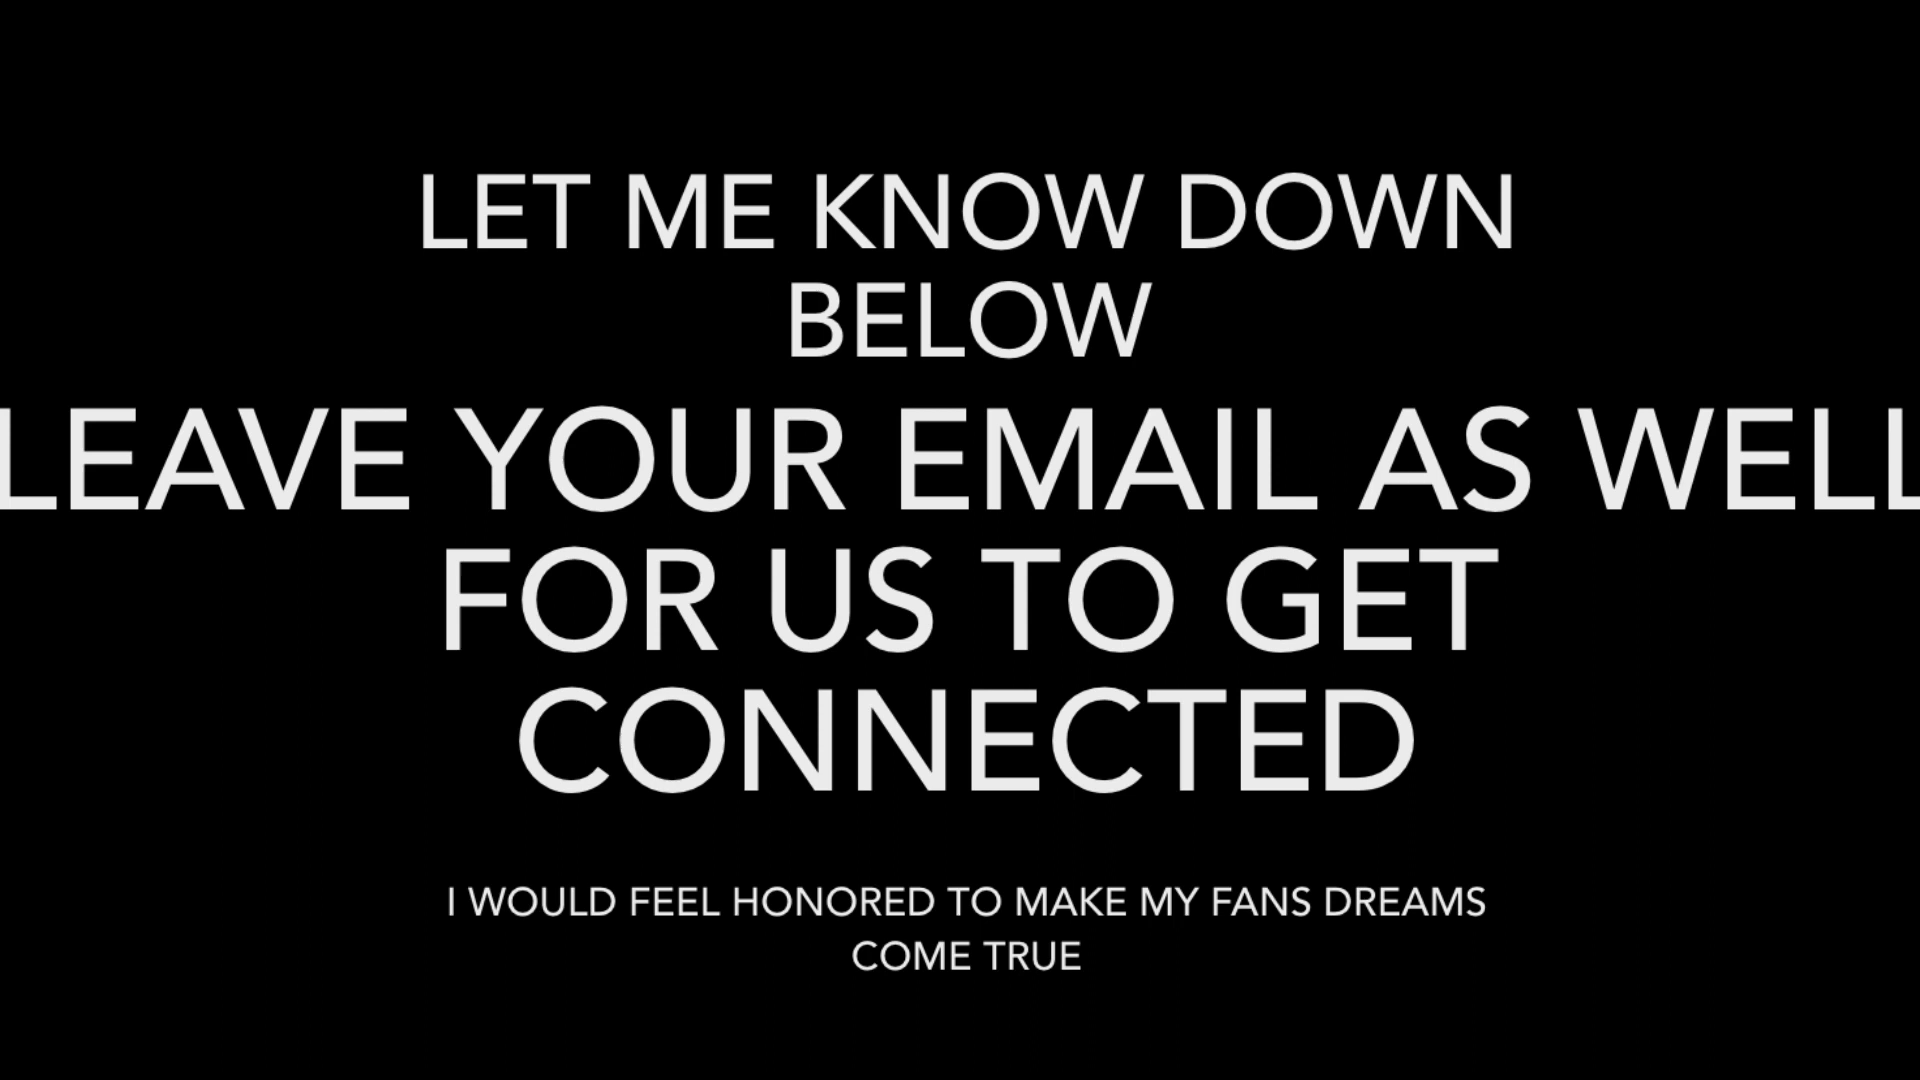 LET ME KNOW DOWN
BELOW
LEAVE YOUR EMAIL AS WELL
FOR US TO GET
CONNECTED
I WOULD FEEL HONORED TO MAKE MY FANS DREAMS
COME TRUE